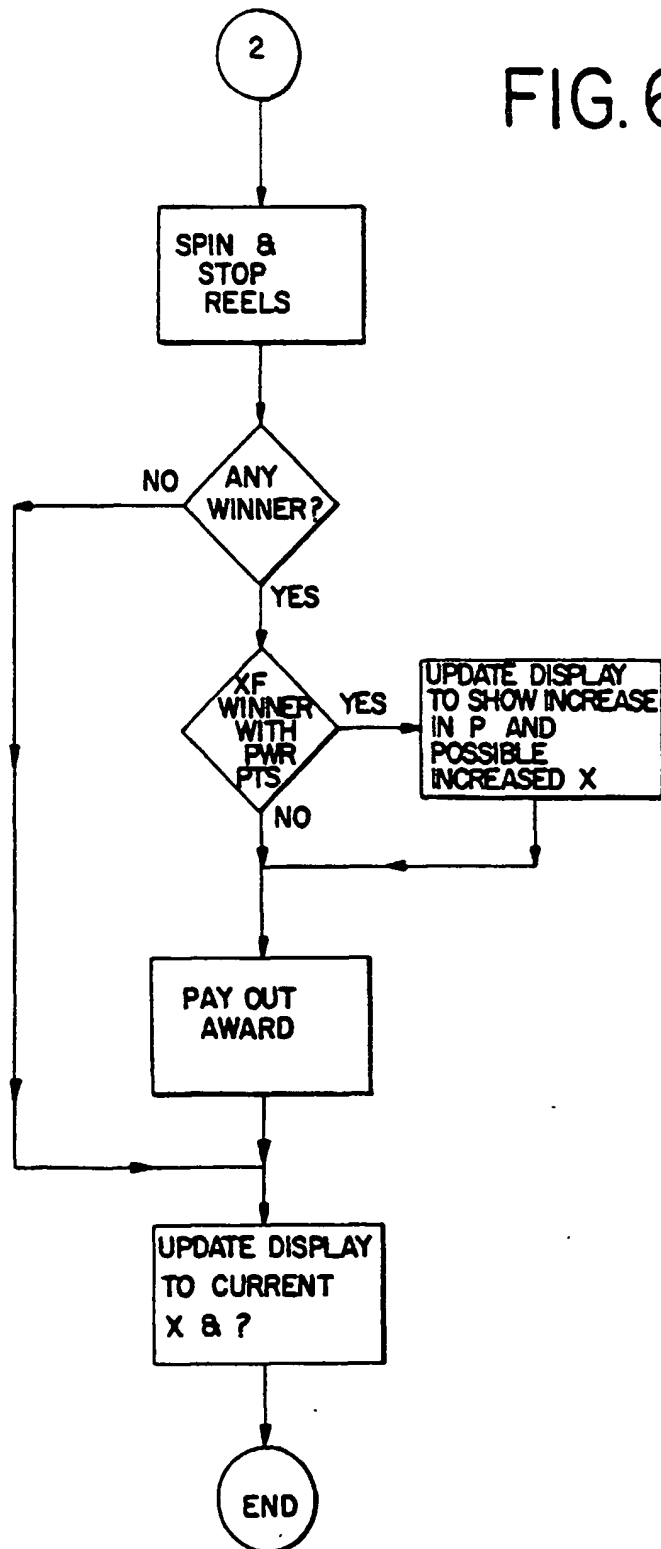 2
FIG. 6
SPIN &
STOP
REELS
ANY
WINNER?
NO
YES
XF
WINNER
WITH
PWR
PTS
YES
NO
UPDATE DISPLAY
TO SHOW INCREASE
IN P AND
POSSIBLE
INCREASED X
PAY OUT
AWARD
UPDATE DISPLAY
TO CURRENT
X & ?
END